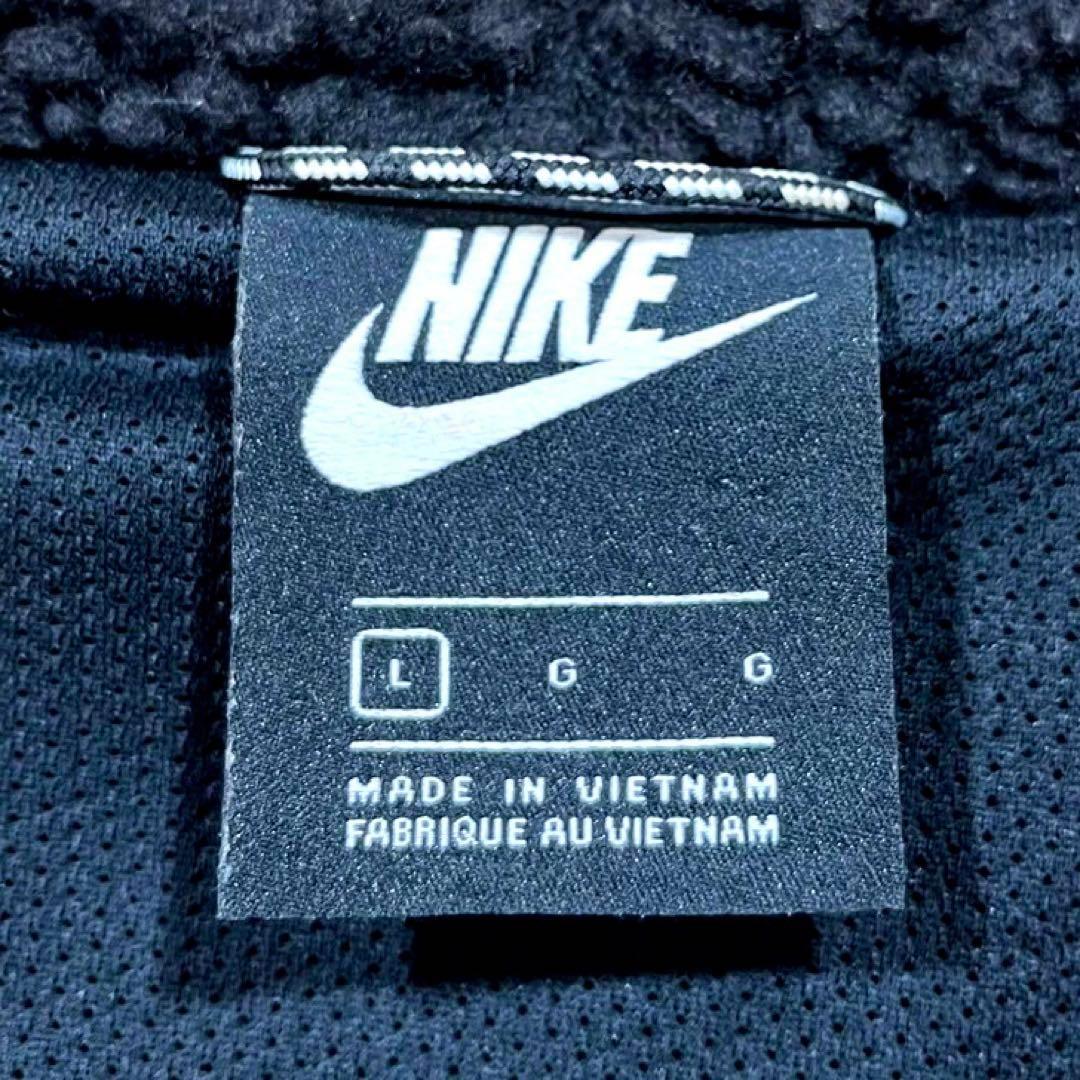 NIKE
L G G
MADE IN VIETNAM
FABRIQUE AU VIETNAM